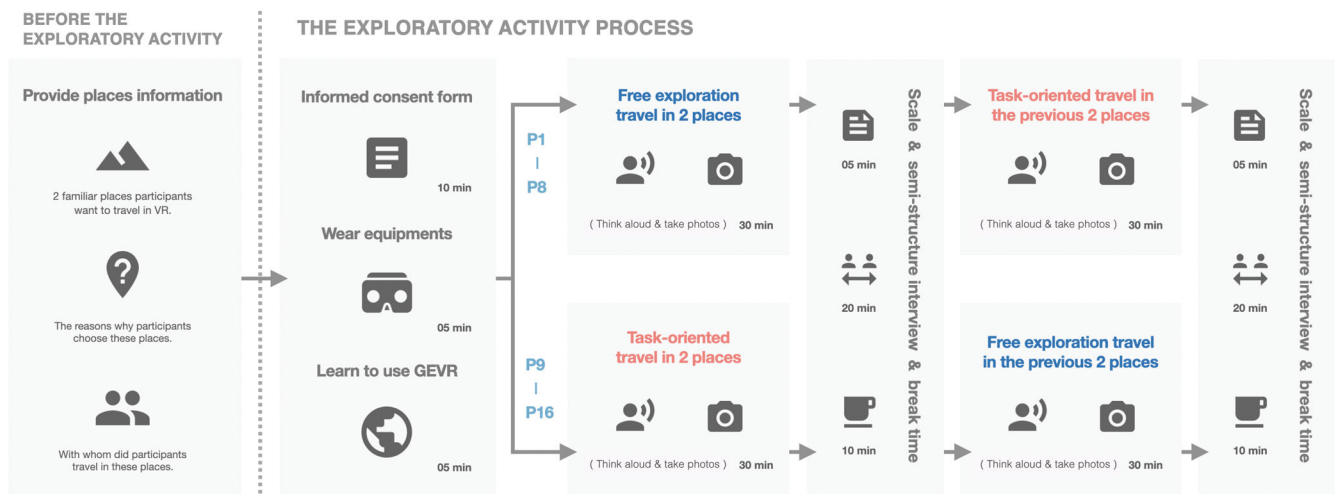 BEFORE THE
EXPLORATORY ACTIVITY
THE EXPLORATORY ACTIVITY PROCESS
Provide places information
2 familiar places participants
want to travel in VR.
The reasons why participants
choose these places.
With whom did participants
travel in these places.
Informed consent form
10 min
Wear equipments
05 min
Learn to use GEVR
05 min
P1
|
P8
P9
|
P16
Free exploration
travel in 2 places
( Think aloud & take photos ) 30 min
Task-oriented
travel in 2 places
( Think aloud & take photos ) 30 min
05 min
20 min
10 min
Scale & semi-structure interview & break time
Task-oriented travel in
the previous 2 places
( Think aloud & take photos ) 30 min
Free exploration travel
in the previous 2 places
( Think aloud & take photos ) 30 min
05 min
20 min
10 min
Scale & semi-structure interview & break time